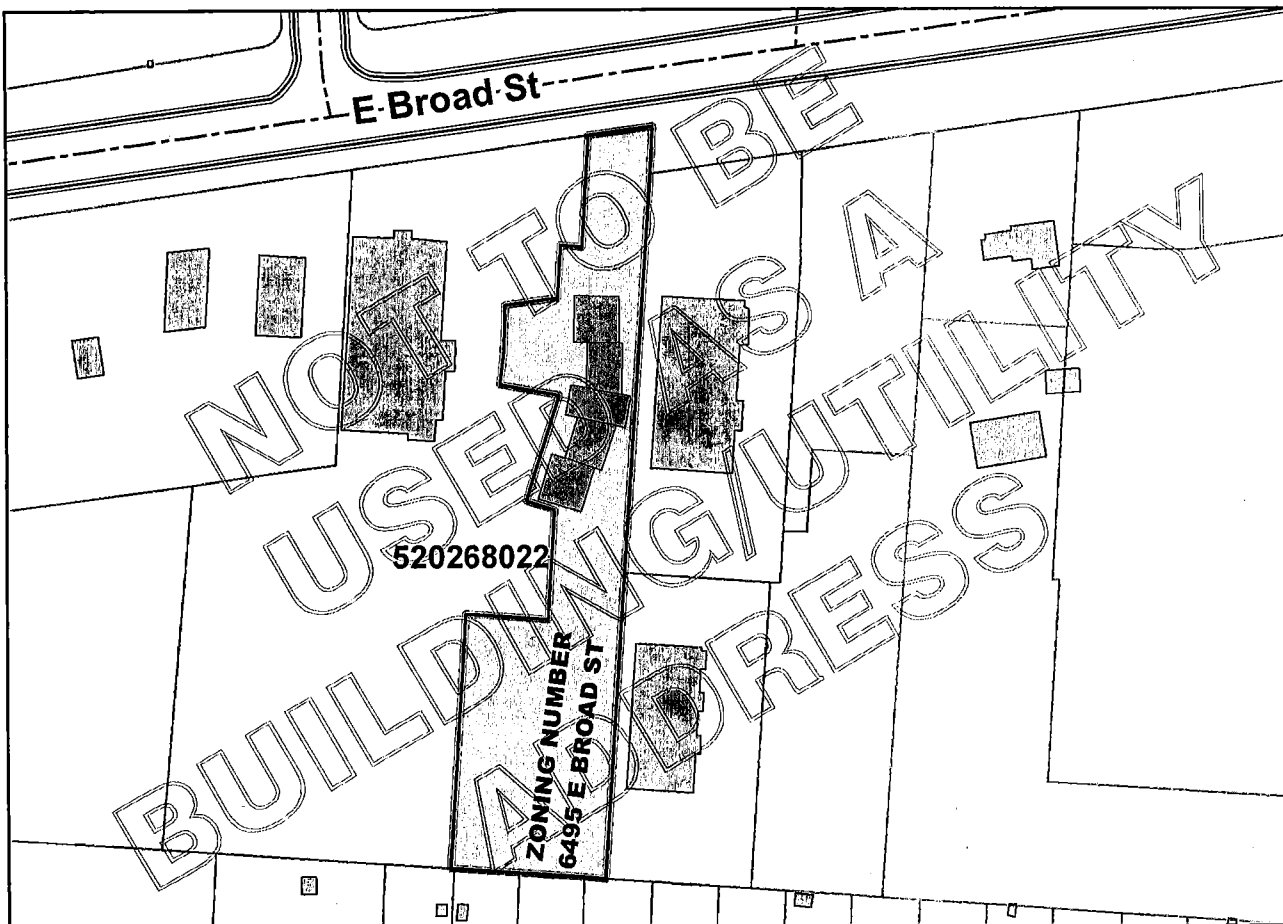 E Broad St
NOT TO BE
USED AS A
BUILDING/UTILITY
ADDRESS
520268022
ZONING NUMBER
6495 E BROAD ST